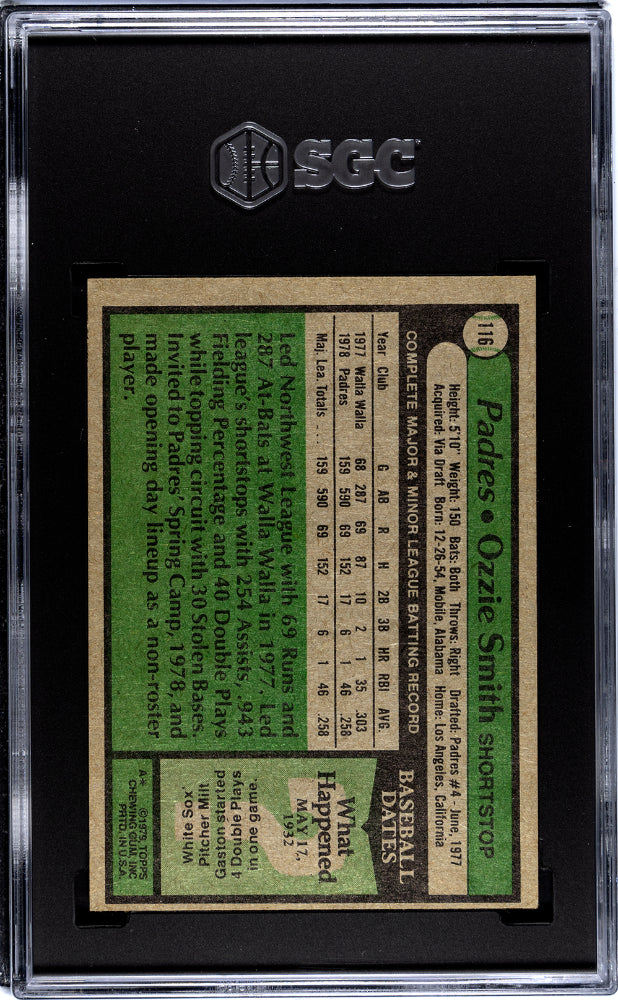 SGC
116
Padres • Ozzie Smith SHORTSTOP
Height: 5'10" Weight: 150 Bats: Both Throws: Right Drafted: Padres #4 - June, 1977
Acquired: Via Draft Born: 12-26-54, Mobile, Alabama Home: Los Angeles, California
COMPLETE MAJOR & MINOR LEAGUE BATTING RECORD
Year Club G AB R H 2B 3B HR RBI AVG.
1977 Walla Walla 68 287 69 87 10 2 1 35 .303
1978 Padres 159 590 69 152 17 6 1 46 .258
Maj. Lea. Totals ... 159 590 69 152 17 6 1 46 .258
Led Northwest League with 69 Runs and
287 At-Bats at Walla Walla in 1977. Led
league's shortstops with 254 Assists, .943
Fielding Percentage and 40 Double Plays
while topping circuit with 30 Stolen Bases.
Invited to Padres' Spring Camp, 1978, and
made opening day lineup as a non-roster
player.
BASEBALL
DATES
What
Happened
MAY 17,
1932
White Sox
Pitcher Milt
Gaston started
4 Double Plays
in one game.
A* ©1979, TOPPS
CHEWING GUM, INC
PRTD. IN U.S.A.